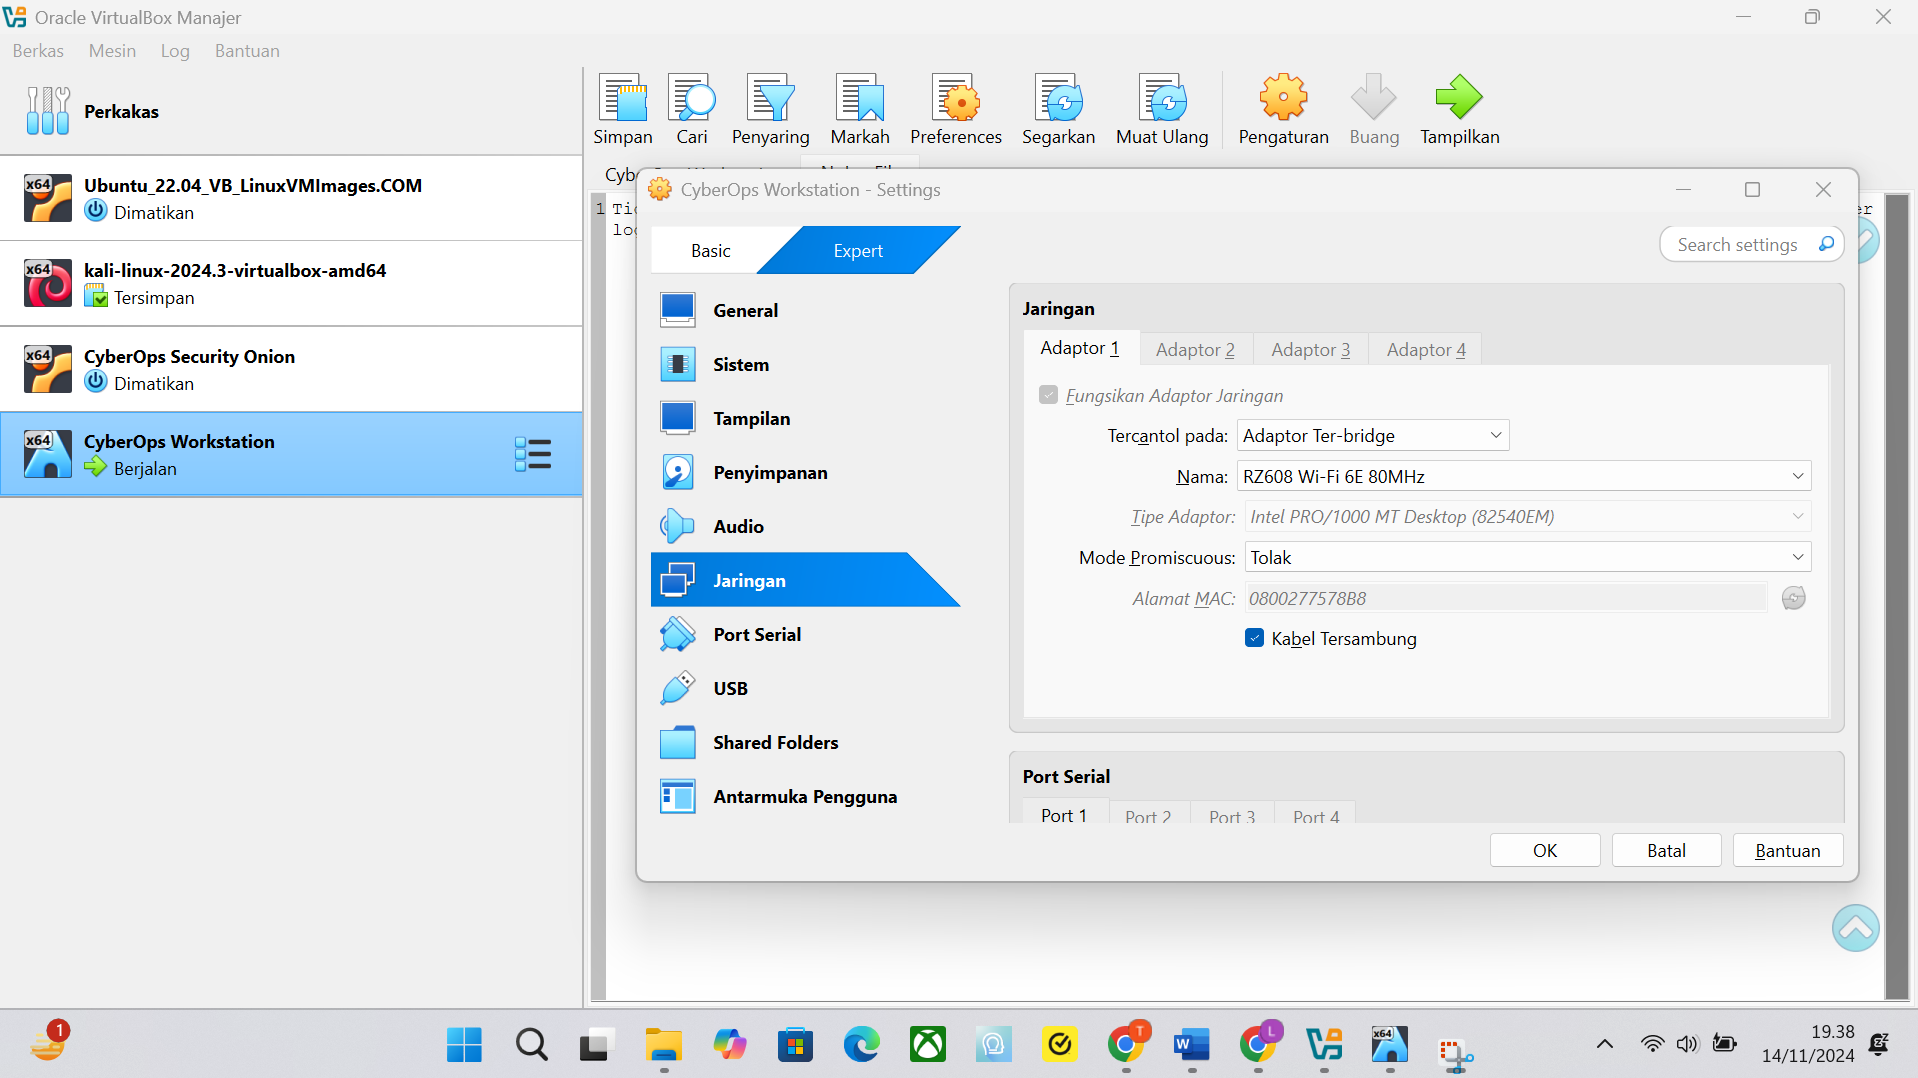 Oracle VirtualBox Manajer
Berkas Mesin Log Bantuan
Perkakas
Simpan Cari Penyaring Markah Preferences Segarkan Muat Ulang Pengaturan Buang Tampilkan
x64 Ubuntu_22.04_VB_LinuxVMImages.COM
Dimatikan
x64 kali-linux-2024.3-virtualbox-amd64
Tersimpan
x64 CyberOps Security Onion
Dimatikan
x64 CyberOps Workstation
Berjalan
1
CyberOps Workstation - Settings
Basic Expert
Search settings
General
Sistem
Tampilan
Penyimpanan
Audio
Jaringan
Port Serial
USB
Shared Folders
Antarmuka Pengguna
Jaringan
Adaptor 1 Adaptor 2 Adaptor 3 Adaptor 4
Fungsikan Adaptor Jaringan
Tercantol pada: Adaptor Ter-bridge
Nama: RZ608 Wi-Fi 6E 80MHz
Tipe Adaptor: Intel PRO/1000 MT Desktop (82540EM)
Mode Promiscuous: Tolak
Alamat MAC: 0800277578B8
Kabel Tersambung
Port Serial
Port 1 Port 2 Port 3 Port 4
OK Batal Bantuan
1
T
W
L
x64
19.38
14/11/2024